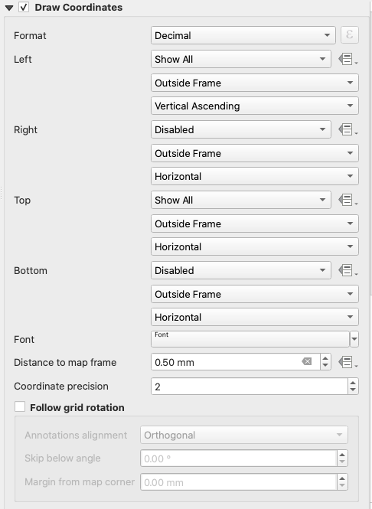 Draw Coordinates
Format Decimal ε
Left Show All
Outside Frame
Vertical Ascending
Right Disabled
Outside Frame
Horizontal
Top Show All
Outside Frame
Horizontal
Bottom Disabled
Outside Frame
Horizontal
Font Font
Distance to map frame 0.50 mm
Coordinate precision 2
Follow grid rotation
Annotations alignment Orthogonal
Skip below angle 0.00 °
Margin from map corner 0.00 mm